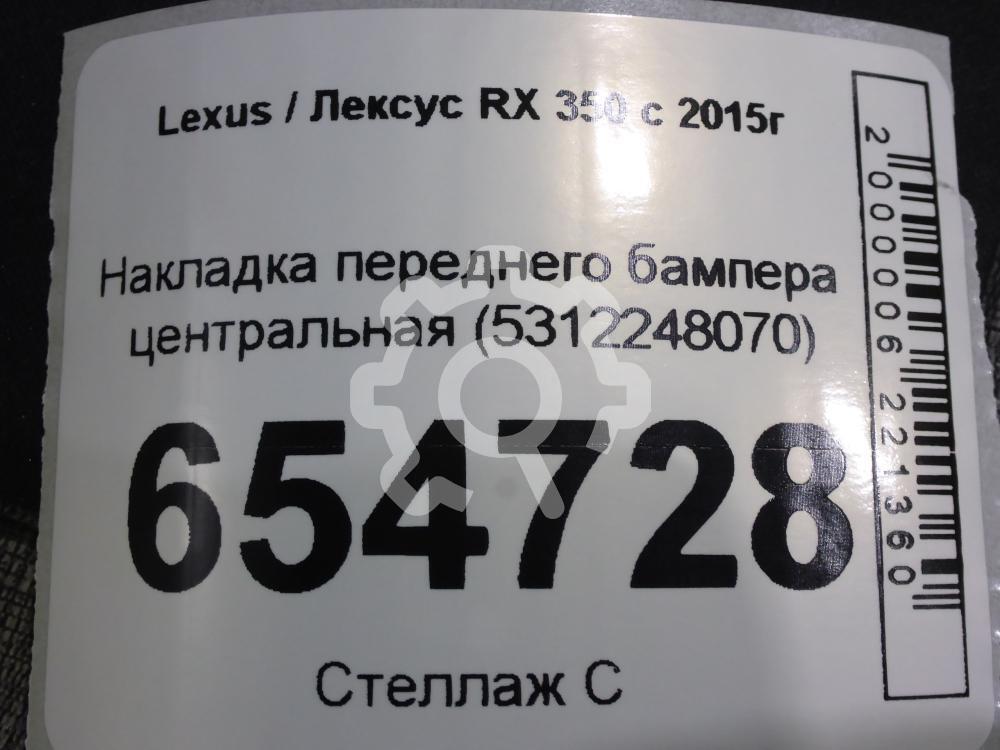 Lexus / Лексус RX 350 с 2015г
Накладка переднего бампера
центральная (5312248070)
654728
Стеллаж С
2000006221360